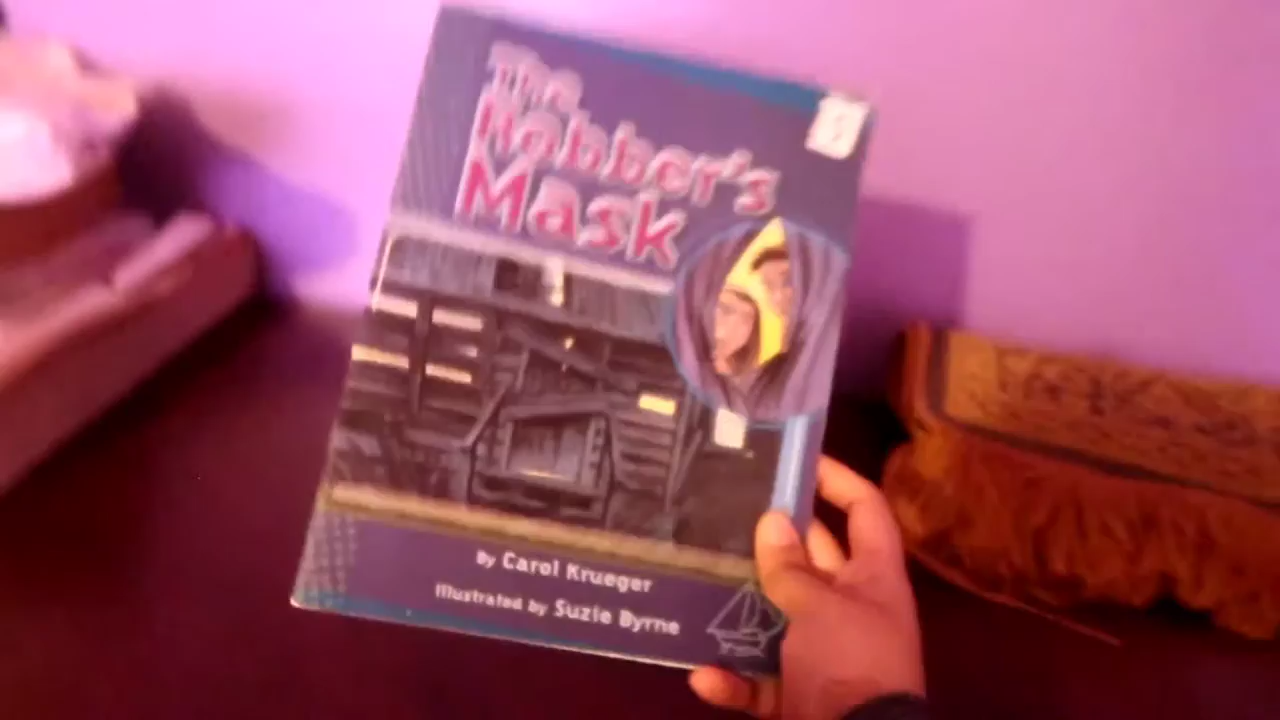 The
Robber's
Mask
By Carol Krueger
Illustrated by Suzie Byrne